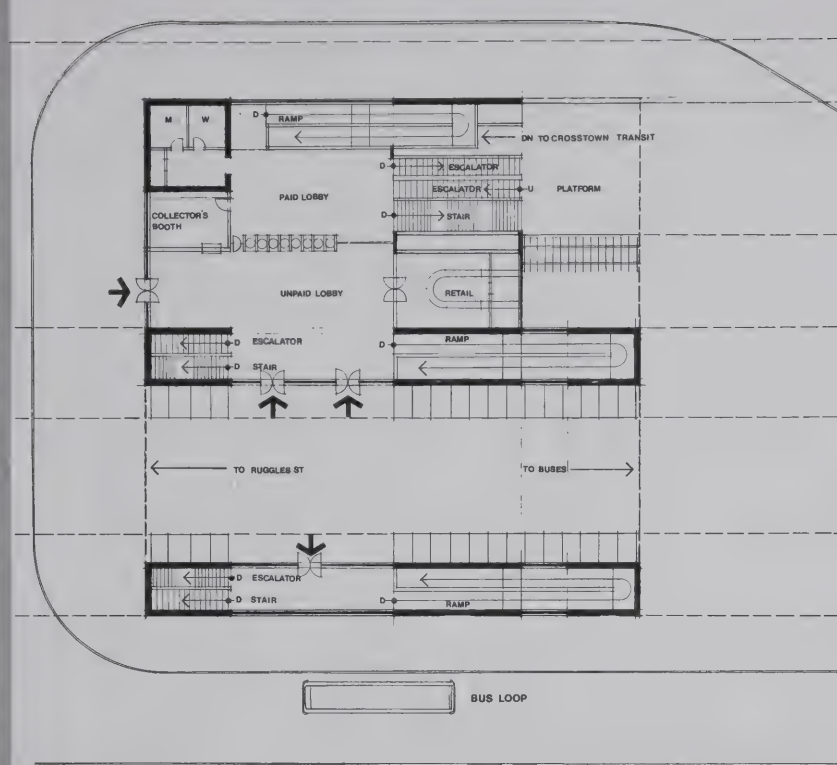 M
W
D
RAMP
DN TO CROSSTOWN TRANSIT
D
ESCALATOR
ESCALATOR
U
PLATFORM
PAID LOBBY
D
STAIR
COLLECTOR'S
BOOTH
UNPAID LOBBY
RETAIL
D
ESCALATOR
D
RAMP
D
STAIR
TO RUGGLES ST
TO BUSES
D
ESCALATOR
D
STAIR
D
RAMP
BUS LOOP